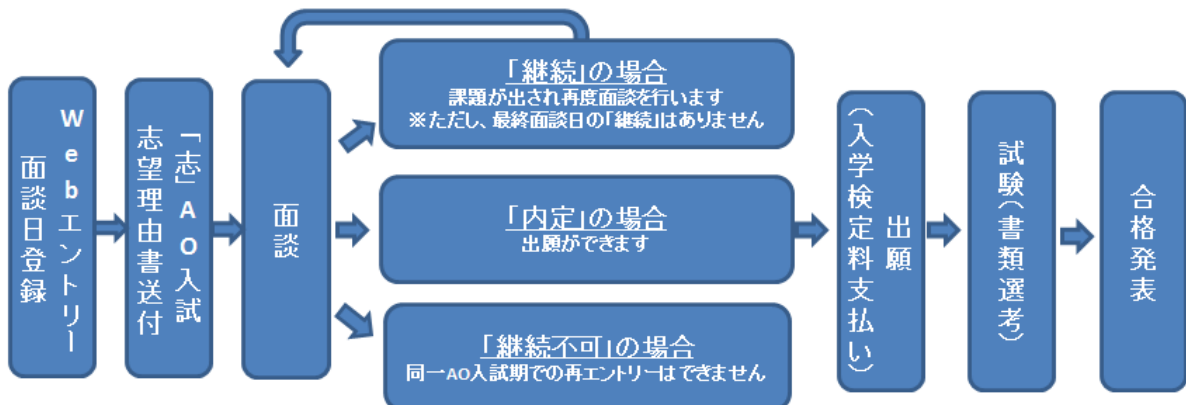 Webエントリー
面談日登録
「志」AO入試
志望理由書送付
面談
「継続」の場合
課題が出され再度面談を行います
※ただし、最終面談日の「継続」はありません
「内定」の場合
出願ができます
「継続不可」の場合
同一AO入試期での再エントリーはできません
出願
（入学検定料支払い）
試験（書類選考）
合格発表